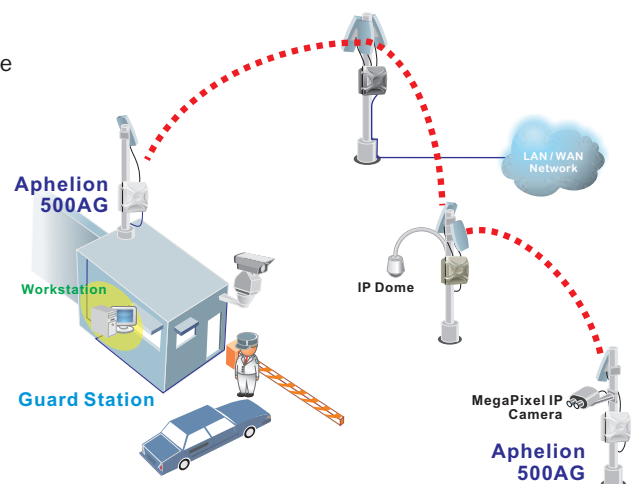 e
LAN / WAN
Network
Aphelion
500AG
IP Dome
Workstation
Guard Station
MegaPixel IP
Camera
Aphelion
500AG